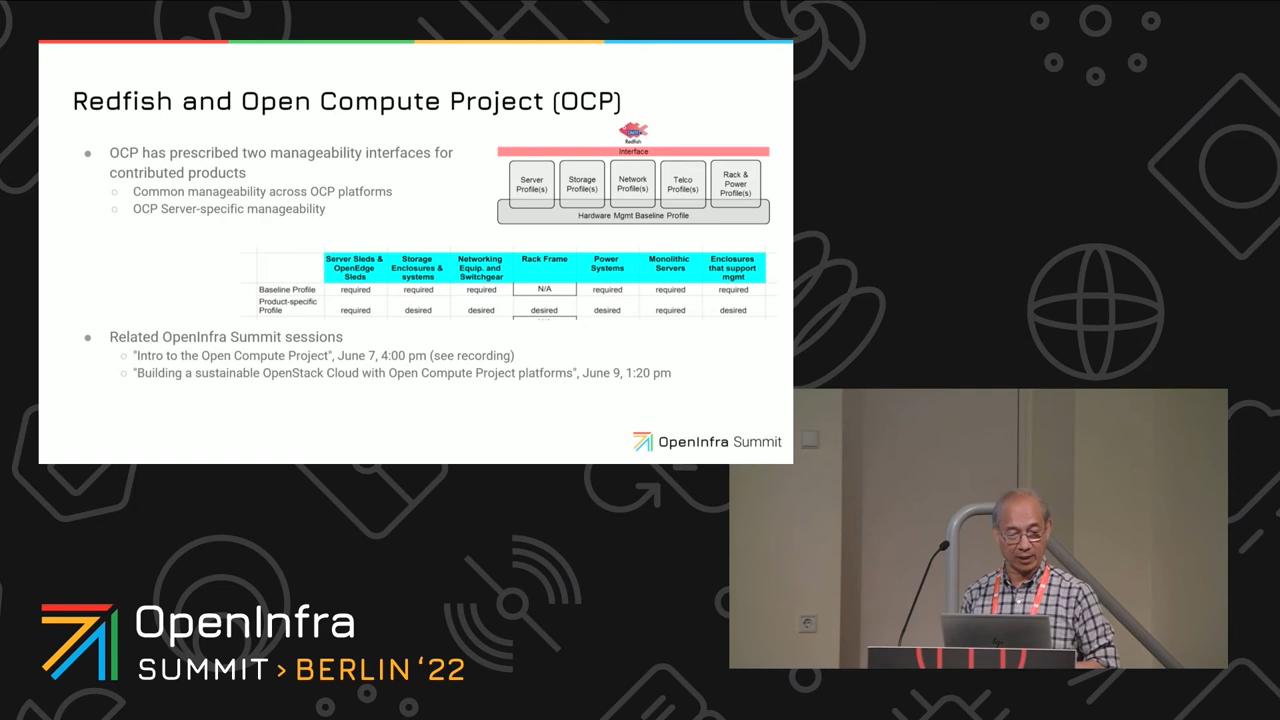 Redfish and Open Compute Project (OCP)
OCP has prescribed two manageability interfaces for
contributed products
Common manageability across OCP platforms
OCP Server-specific manageability
Redfish
Interface
Server
Profile(s)
Storage
Profile(s)
Network
Profile(s)
Telco
Profile(s)
Rack &
Power
Profile(s)
Hardware Mgmt Baseline Profile
Server Sleds &
OpenEdge
Sleds
Storage
Enclosures &
systems
Networking
Equip. and
Switchgear
Rack Frame
Power
Systems
Monolithic
Servers
Enclosures
that support
mgmt
Baseline Profile required required required N/A required required required
Product-specific
Profile required desired desired desired desired required desired
Related OpenInfra Summit sessions
"Intro to the Open Compute Project", June 7, 4:00 pm (see recording)
"Building a sustainable OpenStack Cloud with Open Compute Project platforms", June 9, 1:20 pm
OpenInfra Summit
OpenInfra
SUMMIT > BERLIN ‘22